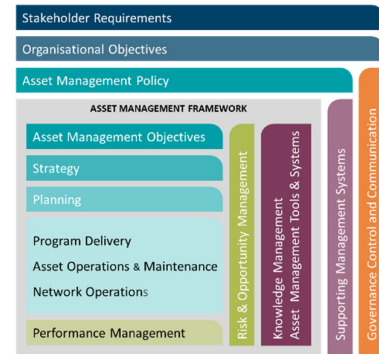 Stakeholder Requirements
Organisational Objectives
Asset Management Policy
ASSET MANAGEMENT FRAMEWORK
Asset Management Objectives
Strategy
Planning
Program Delivery
Asset Operations & Maintenance
Network Operations
Performance Management
Risk & Opportunity Management
Knowledge Management
Asset Management Tools & Systems
Supporting Management Systems
Governance Control and Communication